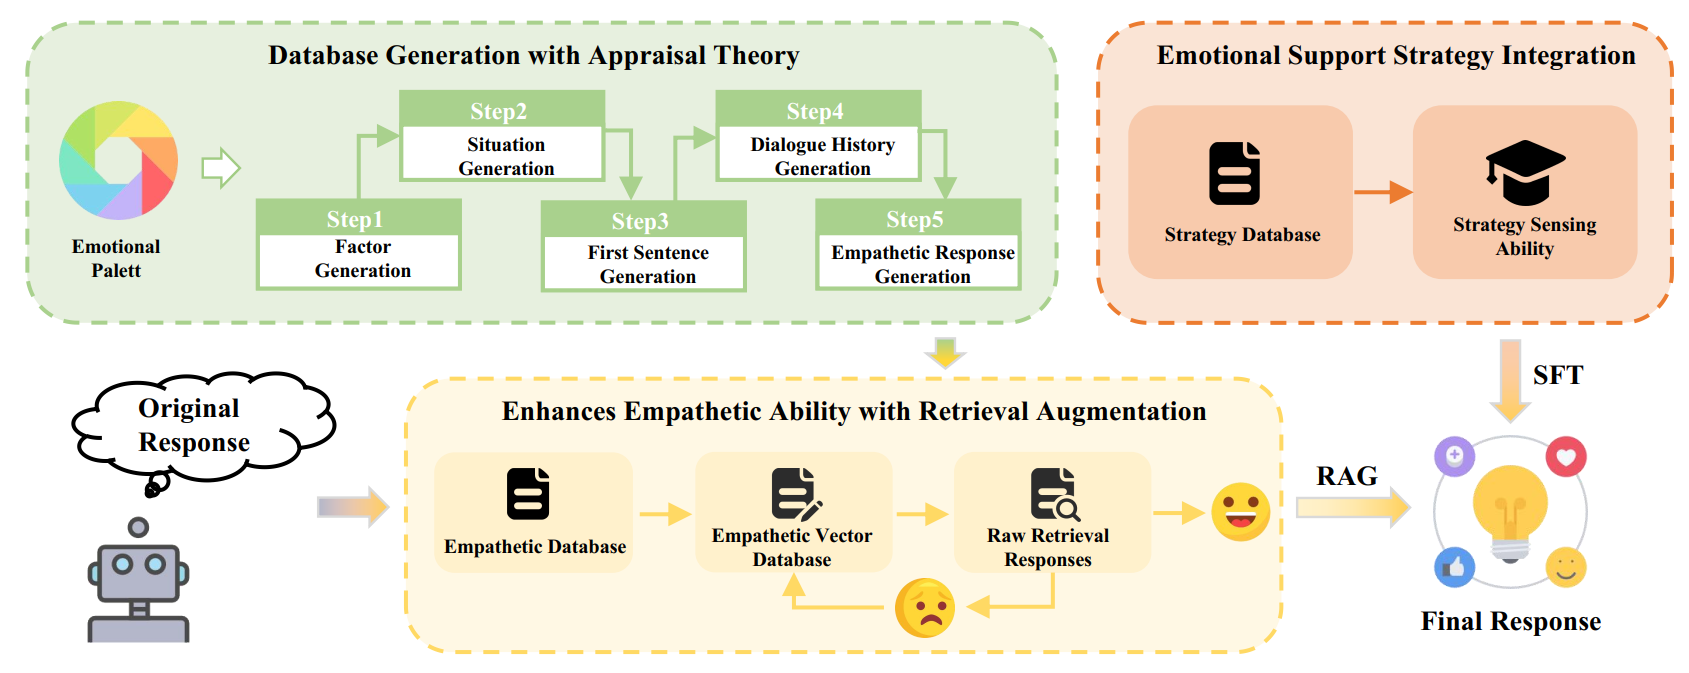 Database Generation with Appraisal Theory
Emotional
Palett
Step1
Factor
Generation
Step2
Situation
Generation
Step3
First Sentence
Generation
Step4
Dialogue History
Generation
Step5
Empathetic Response
Generation
Emotional Support Strategy Integration
Strategy Database
Strategy Sensing
Ability
SFT
Original
Response
Enhances Empathetic Ability with Retrieval Augmentation
Empathetic Database
Empathetic Vector
Database
Raw Retrieval
Responses
RAG
Final Response